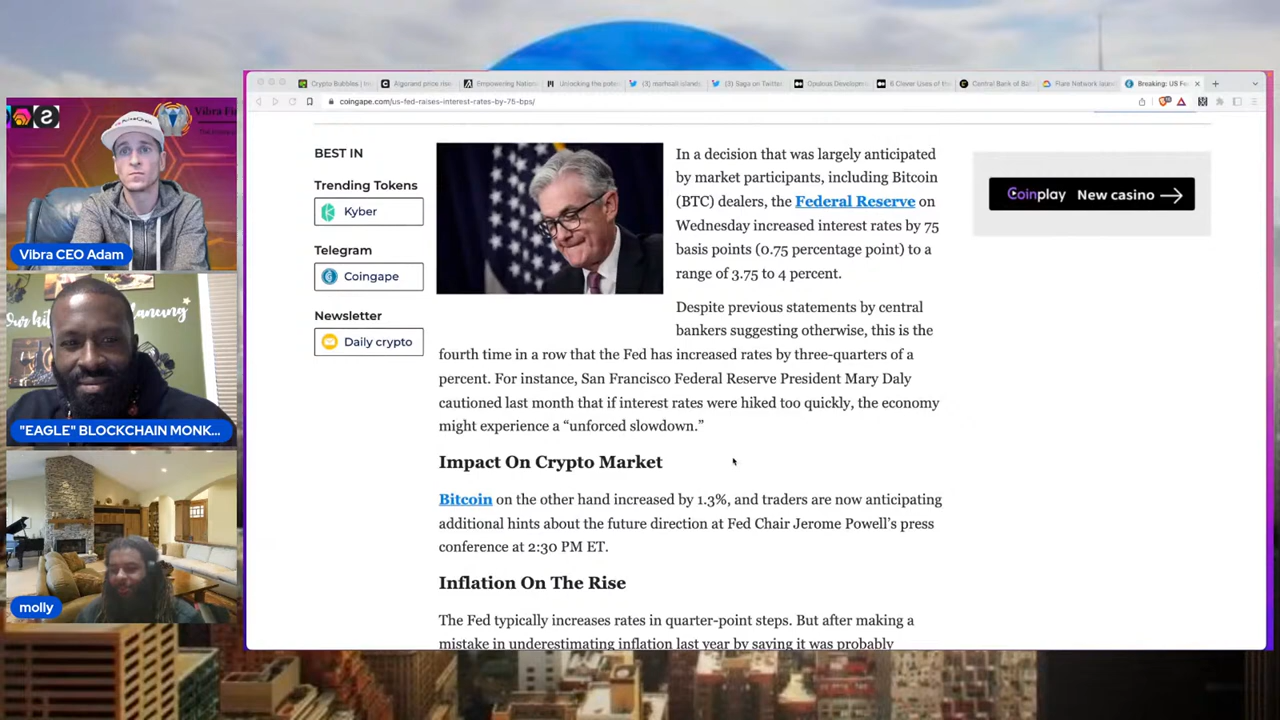 Crypto Bubbles | In
Algorand price rise
Empowering Nation
Unlocking the pote
(3) marhsall island
(3) Saga on Twitter
Opulous Developm
6 Clever Uses of th
Central Bank of Ba
Flare Network laun
Breaking: US Fe
coingape.com/us-fed-raises-interest-rates-by-75-bps/
BEST IN
Trending Tokens
Kyber
Telegram
Coingape
Newsletter
Daily crypto
In a decision that was largely anticipated
by market participants, including Bitcoin
(BTC) dealers, the Federal Reserve on
Wednesday increased interest rates by 75
basis points (0.75 percentage point) to a
range of 3.75 to 4 percent.
Despite previous statements by central
bankers suggesting otherwise, this is the
fourth time in a row that the Fed has increased rates by three-quarters of a
percent. For instance, San Francisco Federal Reserve President Mary Daly
cautioned last month that if interest rates were hiked too quickly, the economy
might experience a “unforced slowdown.”
Impact On Crypto Market
Bitcoin on the other hand increased by 1.3%, and traders are now anticipating
additional hints about the future direction at Fed Chair Jerome Powell’s press
conference at 2:30 PM ET.
Inflation On The Rise
The Fed typically increases rates in quarter-point steps. But after making a
mistake in underestimating inflation last year by saying it was probably
Coinplay New casino
Vibra CEO Adam
"EAGLE" BLOCKCHAIN MONK...
molly